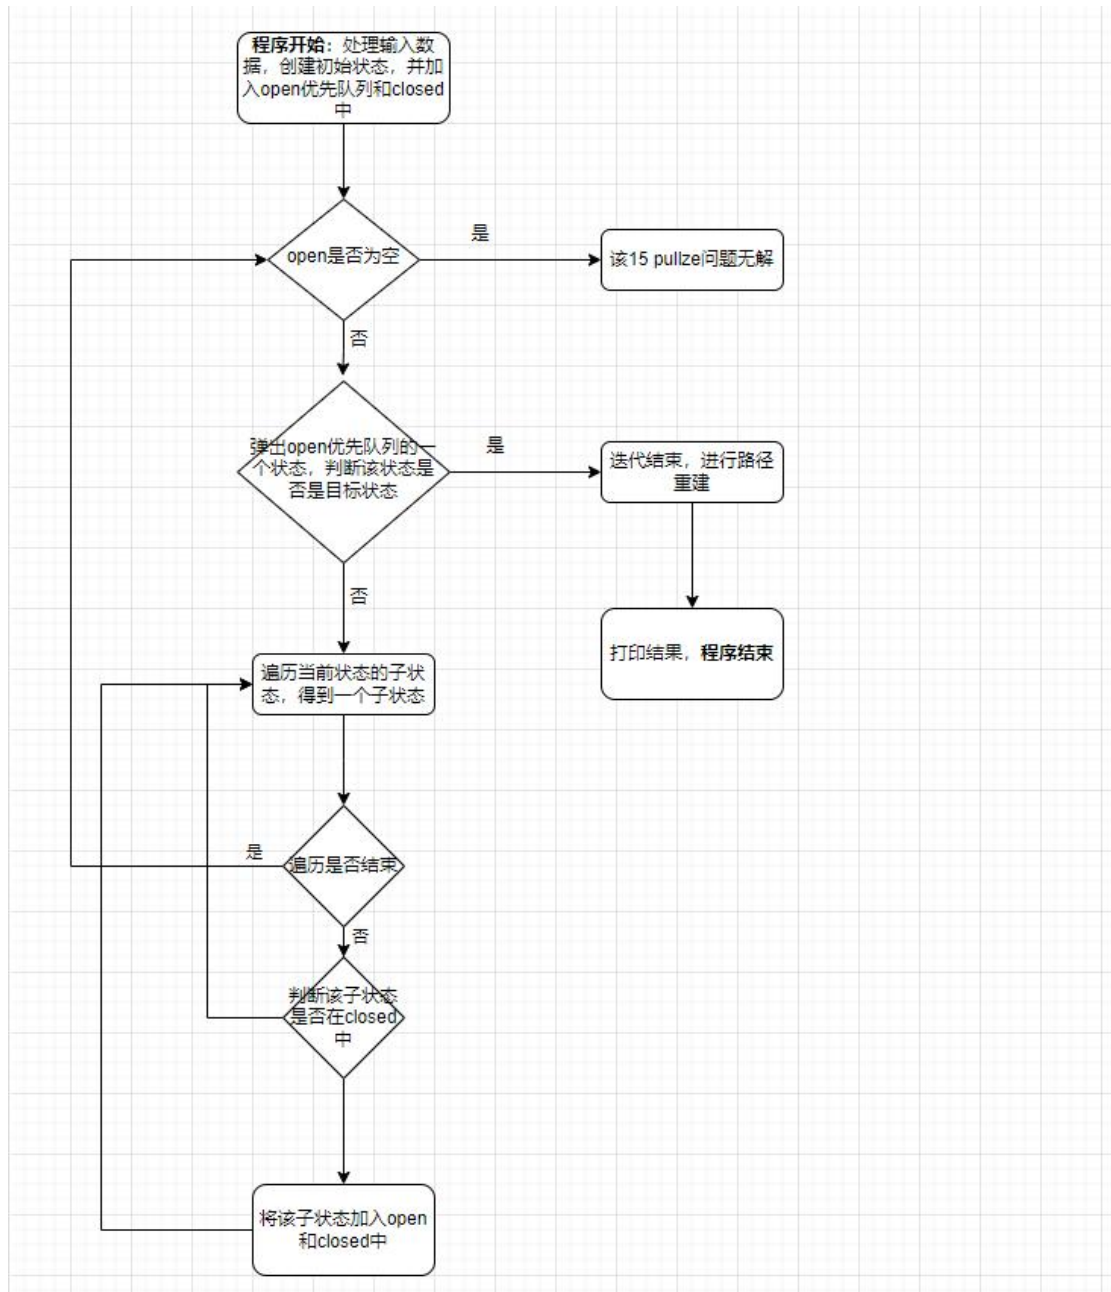 程序开始：处理输入数
据，创建初始状态，并加
入open优先队列和closed
中
是
open是否为空
该15 pullze问题无解
否
弹出open优先队列的一
个状态，判断该状态是
否是目标状态
是
迭代结束，进行路径
重建
否
打印结果，程序结束
遍历当前状态的子状
态，得到一个子状态
是
遍历是否结束
否
判断该子状态
是否在closed
中
将该子状态加入open
和closed中